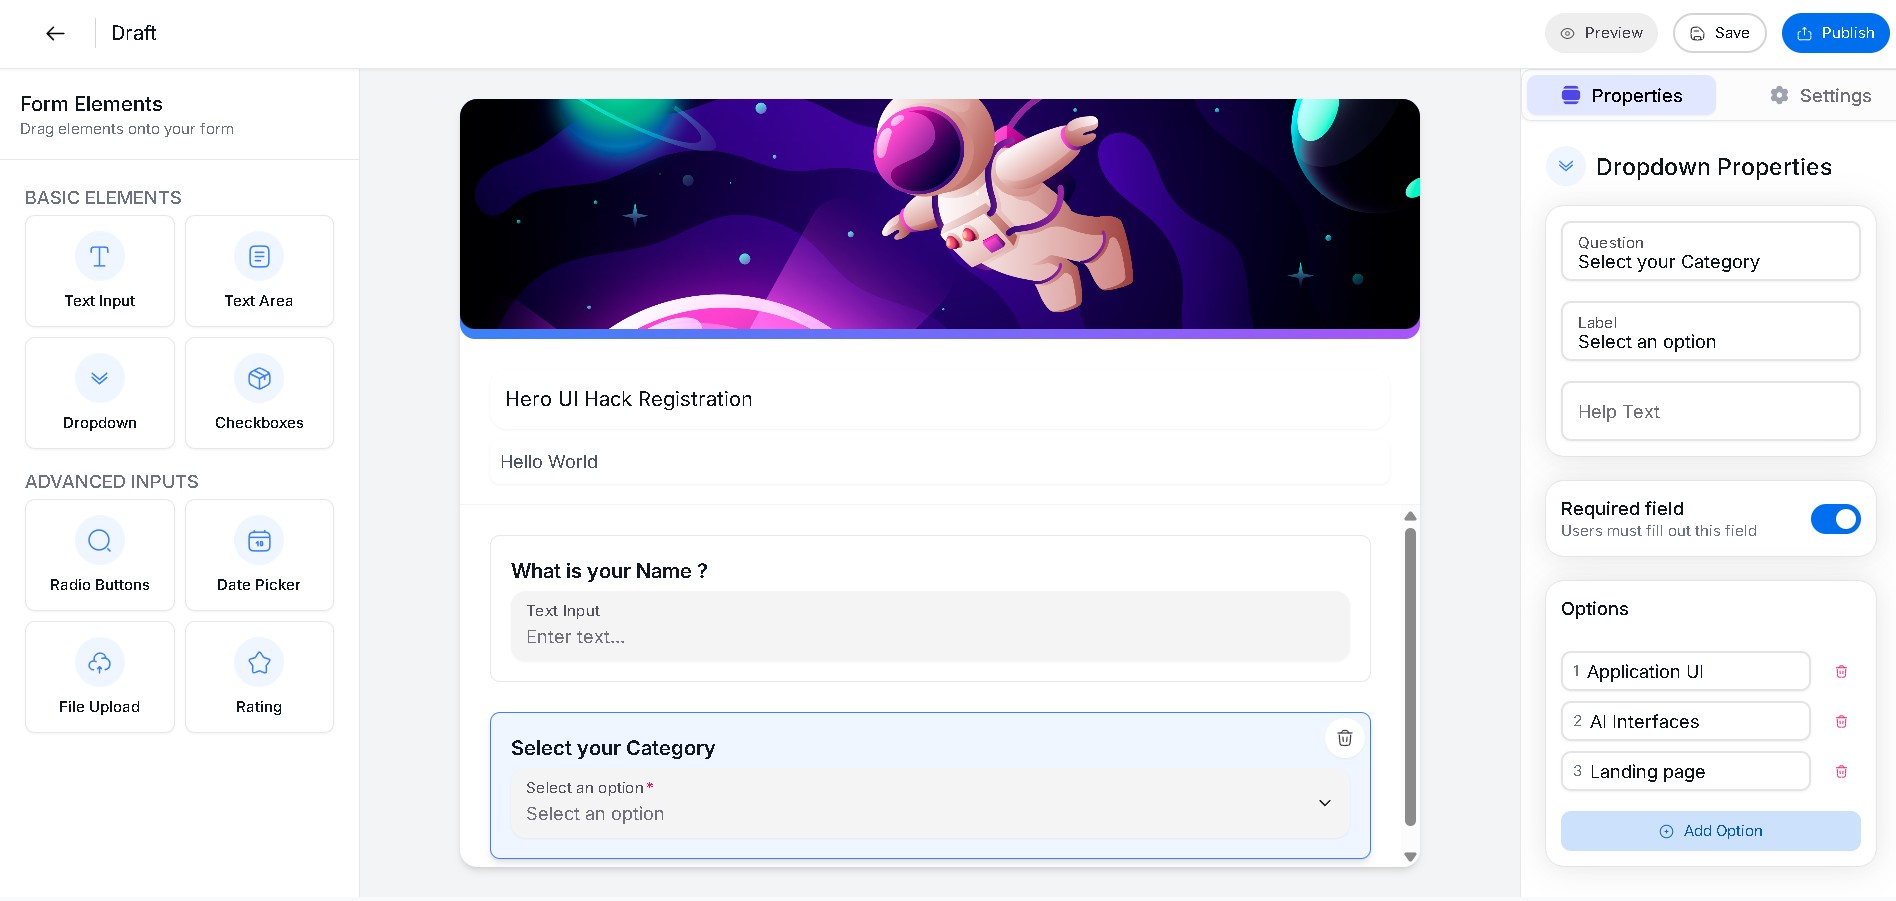 Draft
Preview
Save
Publish
Form Elements
Drag elements onto your form
BASIC ELEMENTS
Text Input
Text Area
Dropdown
Checkboxes
ADVANCED INPUTS
Radio Buttons
10
Date Picker
File Upload
Rating
Hero UI Hack Registration
Hello World
What is your Name ?
Text Input
Enter text...
Select your Category
Select an option*
Select an option
Properties
Settings
Dropdown Properties
Question
Select your Category
Label
Select an option
Help Text
Required field
Users must fill out this field
Options
1 Application UI
2 AI Interfaces
3 Landing page
Add Option